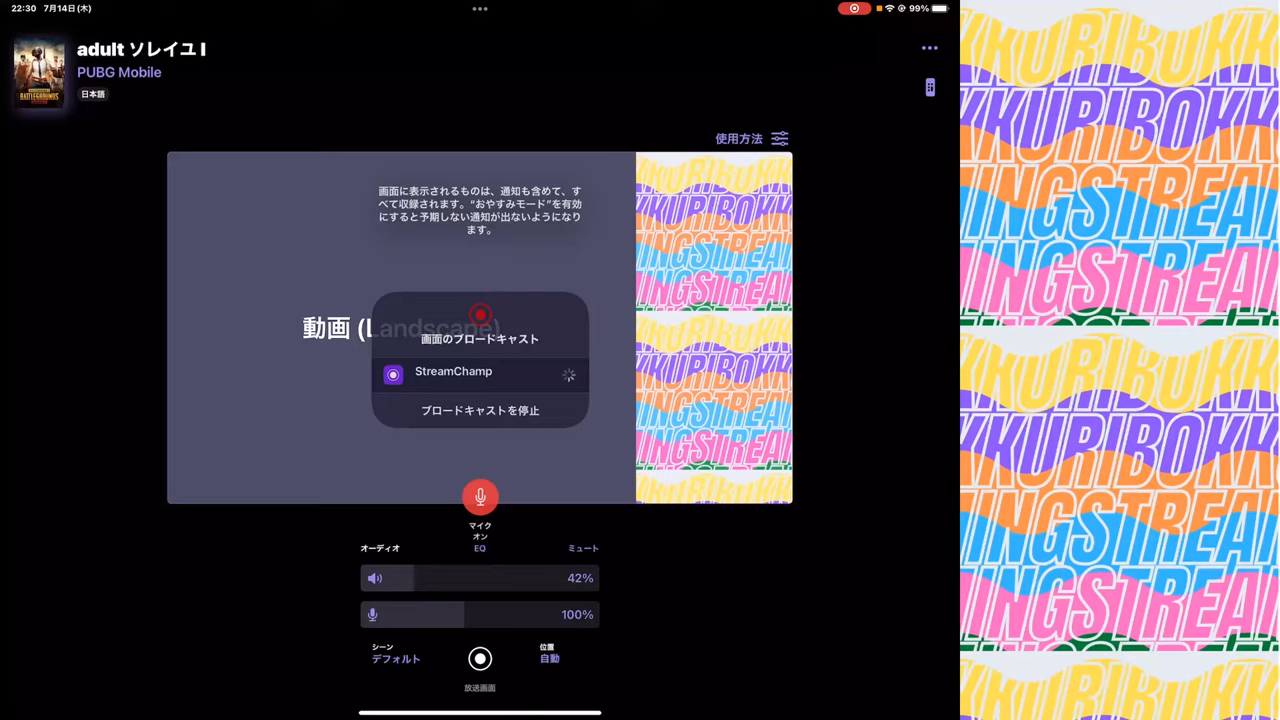 22:30 7月14日(木)
99%
adult ソレイユ I
PUBG Mobile
日本語
BATTLEGROUNDS
使用方法
画面に表示されるものは、通知も含めて、す
べて収録されます。“おやすみモード”を有効
にすると予期しない通知が出ないようになり
ます。
動画 (Landscape)
画面のブロードキャスト
StreamChamp
ブロードキャストを停止
マイク
オン
オーディオ
EQ
ミュート
42%
100%
シーン
デフォルト
位置
自動
放送画面
KURIBOKK
KKURIBOKK
INGSTREAM
INGSTREAM